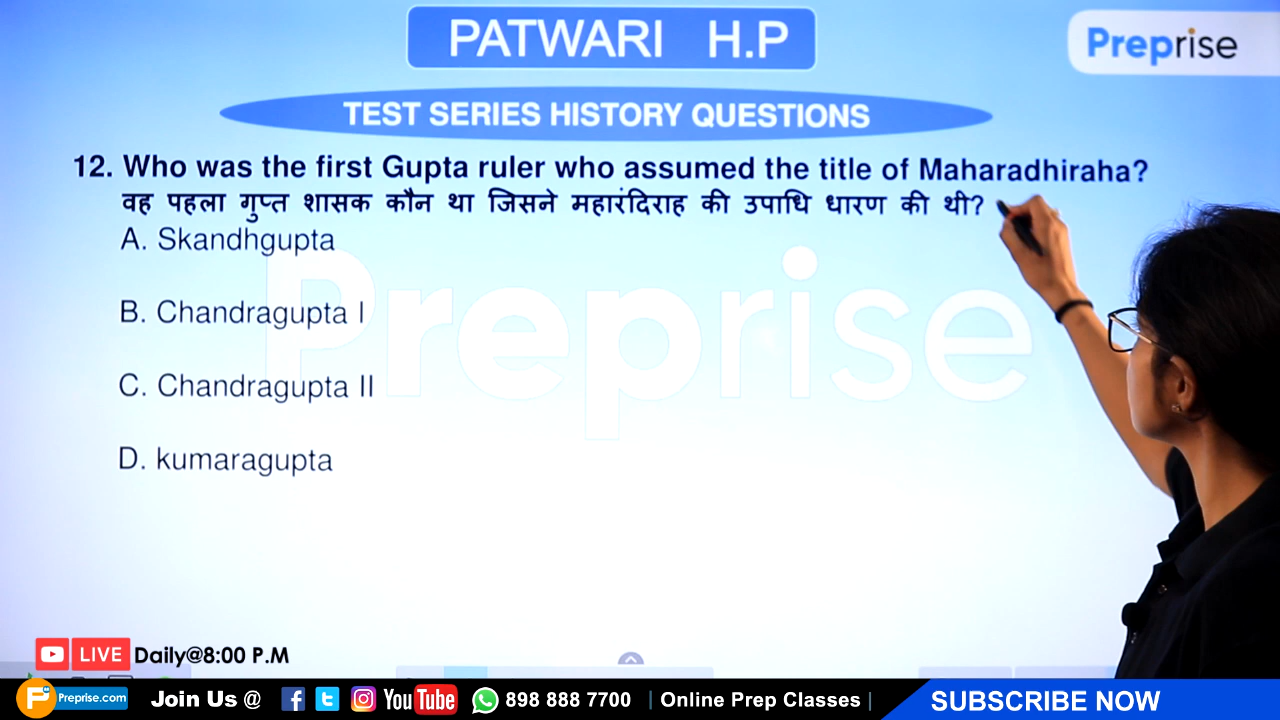 PATWARI H.P
Preprise
TEST SERIES HISTORY QUESTIONS
12. Who was the first Gupta ruler who assumed the title of Maharadhiraha?
वह पहला गुप्त शासक कौन था जिसने महारंदिराह की उपाधि धारण की थी?
A. Skandhgupta
B. Chandragupta I
C. Chandragupta II
D. kumaragupta
Preprise
LIVE Daily@8:00 P.M
Preprise.com Join Us @ YouTube 898 888 7700 | Online Prep Classes | SUBSCRIBE NOW